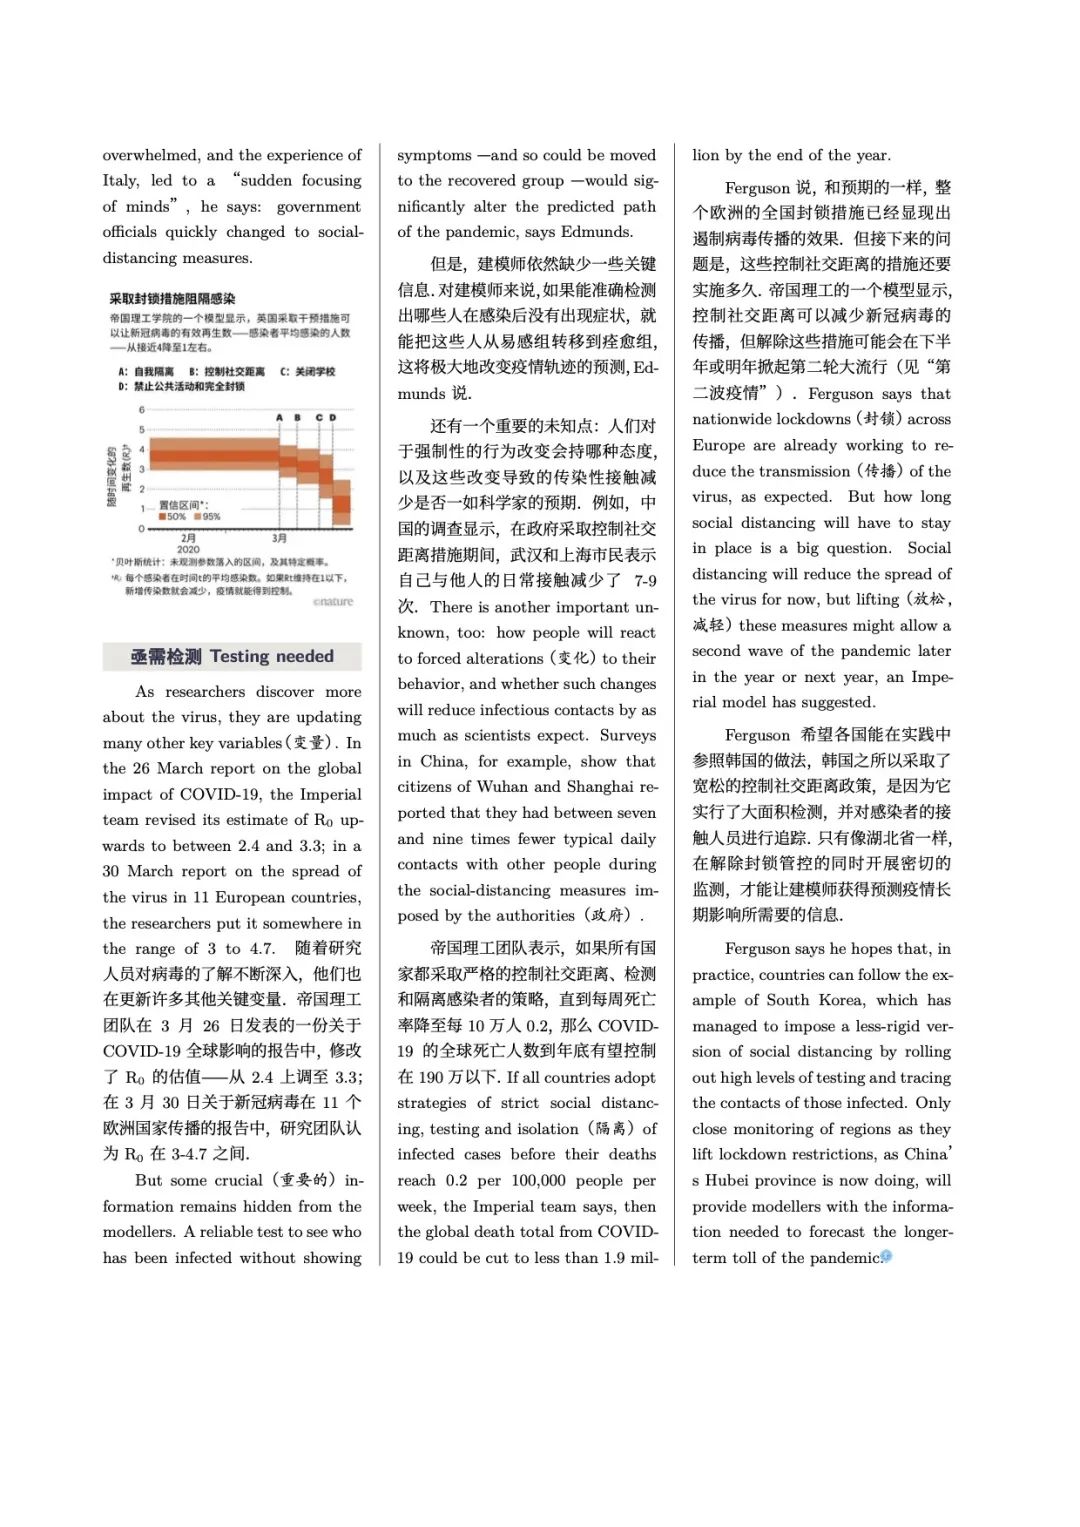 overwhelmed, and the experience of
Italy, led to a “sudden focusing
of minds”, he says: government
officials quickly changed to social-
distancing measures.
采取封锁措施阻隔感染
帝国理工学院的一个模型显示，英国采取干预措施可
以让新冠病毒的有效再生数——感染者平均感染的人数
——从接近4降至1左右。
A：自我隔离 B：控制社交距离 C：关闭学校
D：禁止公共活动和完全封锁
6
A B C D
5
4
3
2
1
0
随时间变化的
再生数(Rt)†
置信区间*：
50% 95%
2月 3月
2020
*贝叶斯统计：未观测参数落入的区间，及其特定概率。
†Rt: 每个感染者在时间t的平均感染数。如果Rt维持在1以下，
新增传染数就会减少，疫情就能得到控制。
©nature
亟需检测 Testing needed
As researchers discover more
about the virus, they are updating
many other key variables（变量）. In
the 26 March report on the global
impact of COVID-19, the Imperial
team revised its estimate of R0 up-
wards to between 2.4 and 3.3; in a
30 March report on the spread of
the virus in 11 European countries,
the researchers put it somewhere in
the range of 3 to 4.7. 随着研究
人员对病毒的了解不断深入，他们也
在更新许多其他关键变量．帝国理工
团队在 3 月 26 日发表的一份关于
COVID-19 全球影响的报告中，修改
了 R0 的估值——从 2.4 上调至 3.3；
在 3 月 30 日关于新冠病毒在 11 个
欧洲国家传播的报告中，研究团队认
为 R0 在 3-4.7 之间．
But some crucial（重要的）in-
formation remains hidden from the
modellers. A reliable test to see who
has been infected without showing
symptoms —and so could be moved
to the recovered group —would sig-
nificantly alter the predicted path
of the pandemic, says Edmunds.
但是，建模师依然缺少一些关键
信息．对建模师来说，如果能准确检测
出哪些人在感染后没有出现症状，就
能把这些人从易感组转移到痊愈组，
这将极大地改变疫情轨迹的预测, Ed-
munds 说．
还有一个重要的未知点：人们对
于强制性的行为改变会持哪种态度，
以及这些改变导致的传染性接触减
少是否一如科学家的预期．例如，中
国的调查显示，在政府采取控制社交
距离措施期间，武汉和上海市民表示
自己与他人的日常接触减少了 7-9
次． There is another important un-
known, too: how people will react
to forced alterations（变化）to their
behavior, and whether such changes
will reduce infectious contacts by as
much as scientists expect. Surveys
in China, for example, show that
citizens of Wuhan and Shanghai re-
ported that they had between seven
and nine times fewer typical daily
contacts with other people during
the social-distancing measures im-
posed by the authorities（政府）.
帝国理工团队表示，如果所有国
家都采取严格的控制社交距离、检测
和隔离感染者的策略，直到每周死亡
率降至每 10 万人 0.2, 那么 COVID-
19 的全球死亡人数到年底有望控制
在 190 万以下. If all countries adopt
strategies of strict social distanc-
ing, testing and isolation（隔离）of
infected cases before their deaths
reach 0.2 per 100,000 people per
week, the Imperial team says, then
the global death total from COVID-
19 could be cut to less than 1.9 mil-
lion by the end of the year.
Ferguson 说, 和预期的一样，整
个欧洲的全国封锁措施已经显现出
遏制病毒传播的效果．但接下来的问
题是，这些控制社交距离的措施还要
实施多久．帝国理工的一个模型显示，
控制社交距离可以减少新冠病毒的
传播，但解除这些措施可能会在下半
年或明年掀起第二轮大流行（见“第
二波疫情”）. Ferguson says that
nationwide lockdowns（封锁）across
Europe are already working to re-
duce the transmission（传播）of the
virus, as expected. But how long
social distancing will have to stay
in place is a big question. Social
distancing will reduce the spread of
the virus for now, but lifting（放松，
减轻）these measures might allow a
second wave of the pandemic later
in the year or next year, an Impe-
rial model has suggested.
Ferguson 希望各国能在实践中
参照韩国的做法，韩国之所以采取了
宽松的控制社交距离政策，是因为它
实行了大面积检测，并对感染者的接
触人员进行追踪．只有像湖北省一样，
在解除封锁管控的同时开展密切的
监测，才能让建模师获得预测疫情长
期影响所需要的信息．
Ferguson says he hopes that, in
practice, countries can follow the ex-
ample of South Korea, which has
managed to impose a less-rigid ver-
sion of social distancing by rolling
out high levels of testing and tracing
the contacts of those infected. Only
close monitoring of regions as they
lift lockdown restrictions, as China’
s Hubei province is now doing, will
provide modellers with the informa-
tion needed to forecast the longer-
term toll of the pandemic.